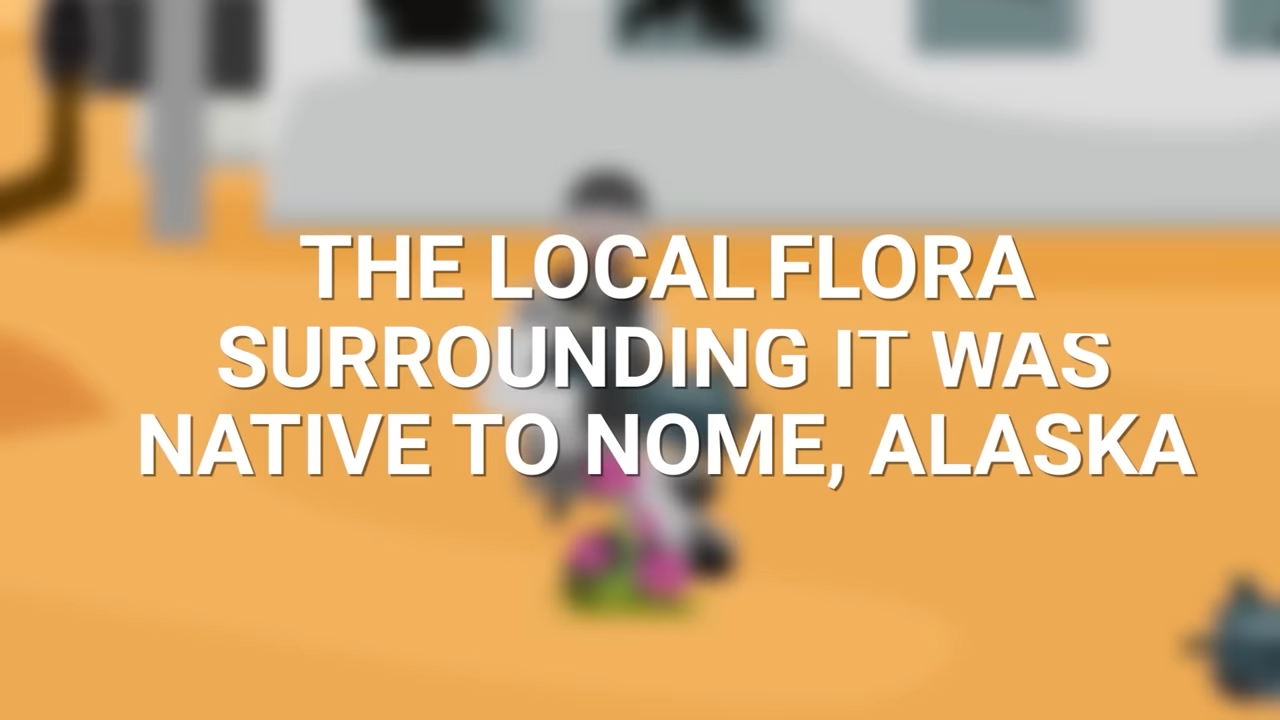 THE LOCAL FLORA
SURROUNDING IT WAS
NATIVE TO NOME, ALASKA